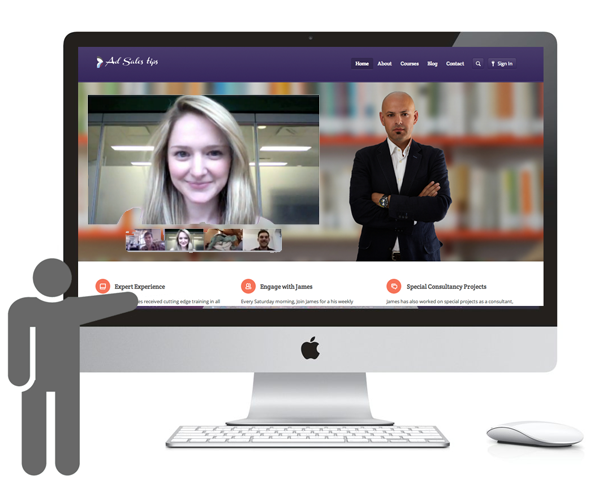 Ad Sales tips
Home About Courses Blog Contact Sign In
Expert Experience Engage with James Special Consultancy Projects
received cutting edge training in all Every Saturday morning, join James for a his weekly James has also worked on special projects as a consultant,